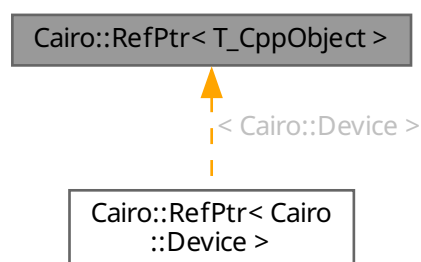 Cairo::RefPtr< T_CppObject >
< Cairo::Device >
Cairo::RefPtr< Cairo
::Device >